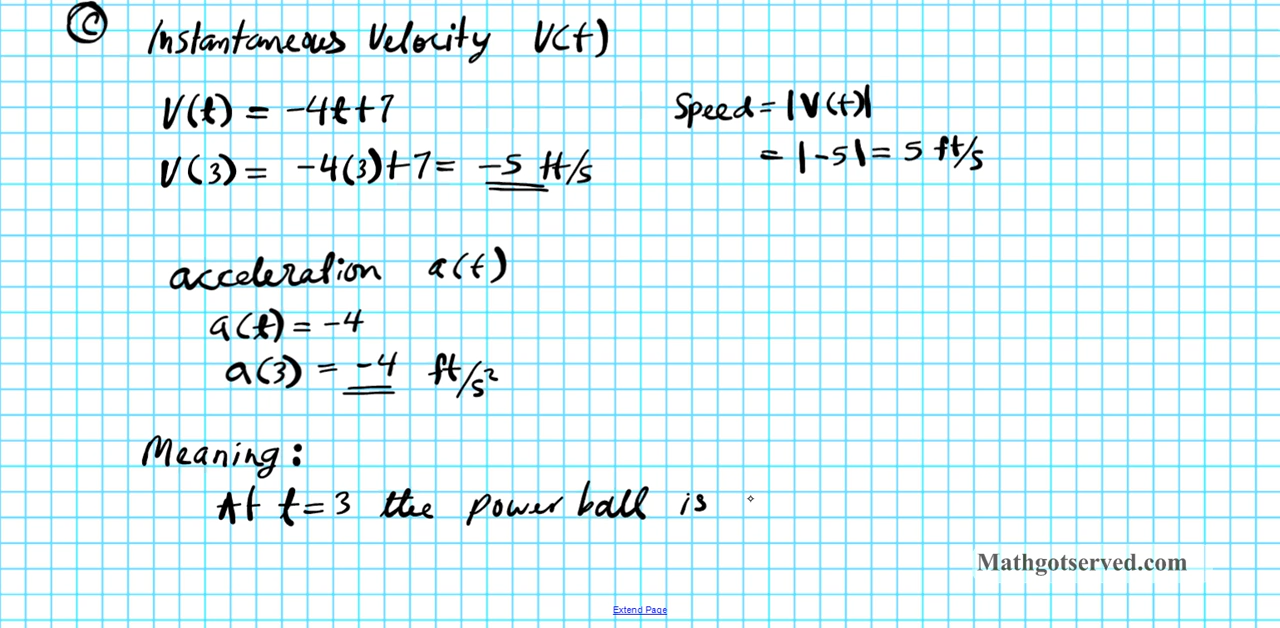 Ⓒ Instantaneous Velocity V(t)
V(t) = -4t+7
V(3) = -4(3)+7= -5 ft/s
Speed = |V(t)|
= |-5| = 5 ft/s
acceleration a(t)
a(t) = -4
a(3) = -4 ft/s²
Meaning:
At t=3 the power ball is
Mathgotserved.com
Extend Page